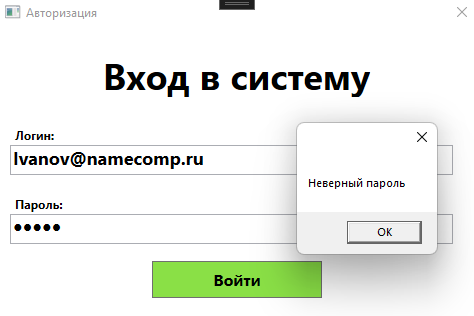 Авторизация
Вход в систему
Логин:
Ivanov@namecomp.ru
Неверный пароль
Пароль:
●●●●●
OK
Войти